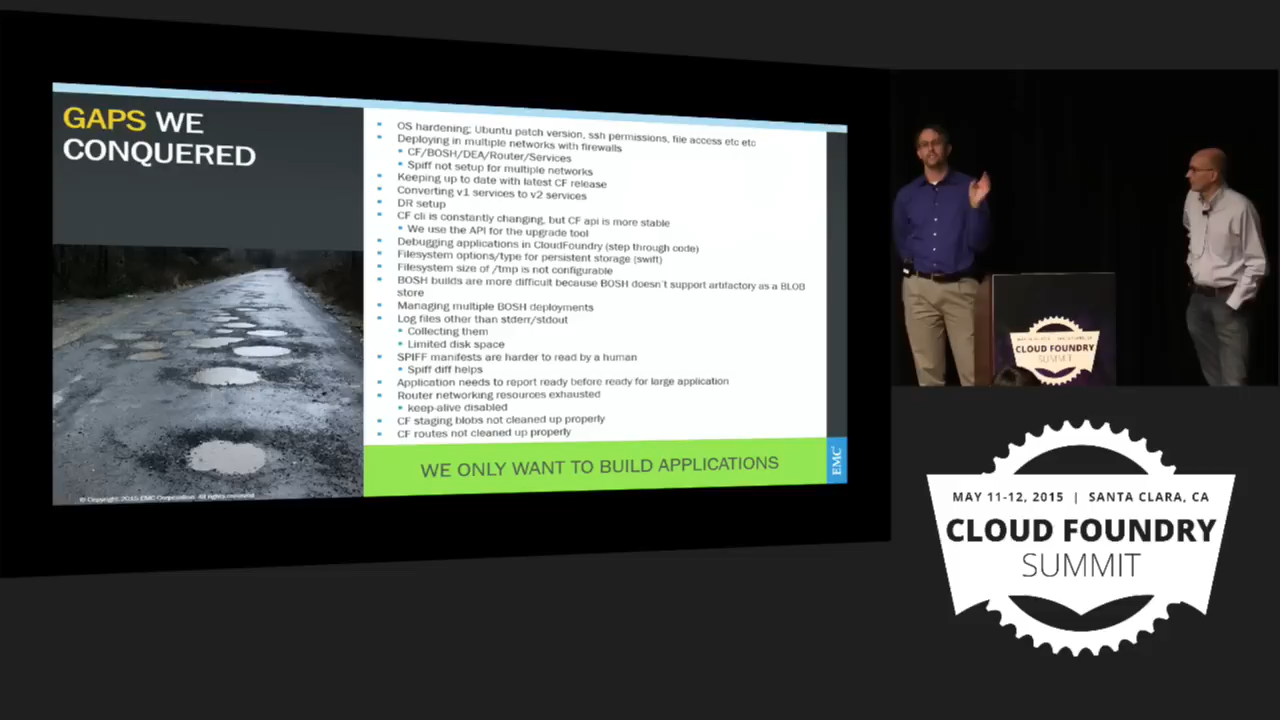 GAPS WE
CONQUERED
OS hardening; Ubuntu patch version, ssh permissions, file access etc etc
Deploying in multiple networks with firewalls
CF/BOSH/DEA/Router/Services
Spiff not setup for multiple networks
Keeping up to date with latest CF release
Converting v1 services to v2 services
DR setup
CF cli is constantly changing, but CF api is more stable
We use the API for the upgrade tool
Debugging applications in CloudFoundry (step through code)
Filesystem options/type for persistent storage (swift)
Filesystem size of /tmp is not configurable
BOSH builds are more difficult because BOSH doesn't support artifactory as a BLOB
store
Managing multiple BOSH deployments
Log files other than stderr/stdout
Collecting them
Limited disk space
SPIFF manifests are harder to read by a human
Spiff diff helps
Application needs to report ready before ready for large application
Router networking resources exhausted
keep-alive disabled
CF staging blobs not cleaned up properly
CF routes not cleaned up properly
WE ONLY WANT TO BUILD APPLICATIONS
EMC²
© Copyright 2015 EMC Corporation. All rights reserved.
CLOUD FOUNDRY
SUMMIT
MAY 11-12, 2015 | SANTA CLARA, CA
CLOUD FOUNDRY
SUMMIT